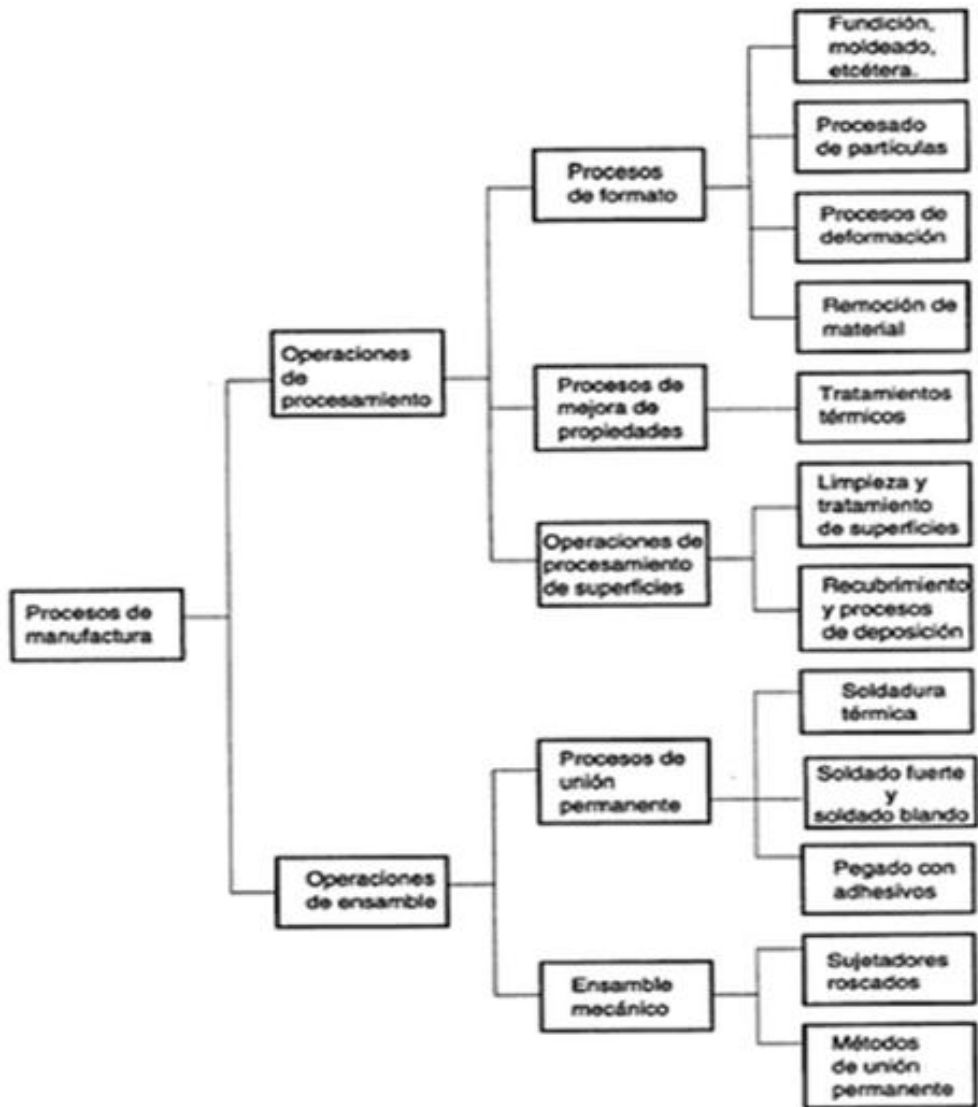 Fundición,
moldeado,
etcétera.
Procesado
de partículas
Procesos
de formato
Procesos de
deformación
Remoción de
material
Operaciones
de
procesamiento
Procesos de
mejora de
propiedades
Tratamientos
térmicos
Limpieza y
tratamiento
de superficies
Operaciones de
procesamiento
de superficies
Recubrimiento
y procesos
de deposición
Procesos de
manufactura
Soldadura
térmica
Procesos de
unión
permanente
Soldado fuerte
y
soldado blando
Operaciones
de ensamble
Pegado con
adhesivos
Sujetadores
roscados
Ensamble
mecánico
Métodos
de unión
permanente